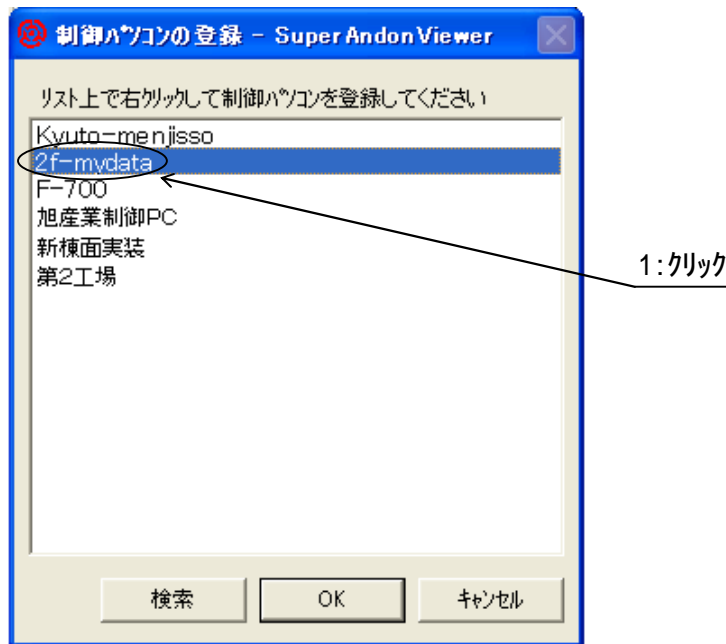 制御ﾊﾟｿｺﾝの登録 - Super Andon Viewer
ﾘｽﾄ上で右ｸﾘｯｸして制御ﾊﾟｿｺﾝを登録してください
Kyuto-menjisso
2f-mydata
F-700
旭産業制御PC
新棟面実装
第2工場
1:ｸﾘｯｸ
検索
OK
ｷｬﾝｾﾙ